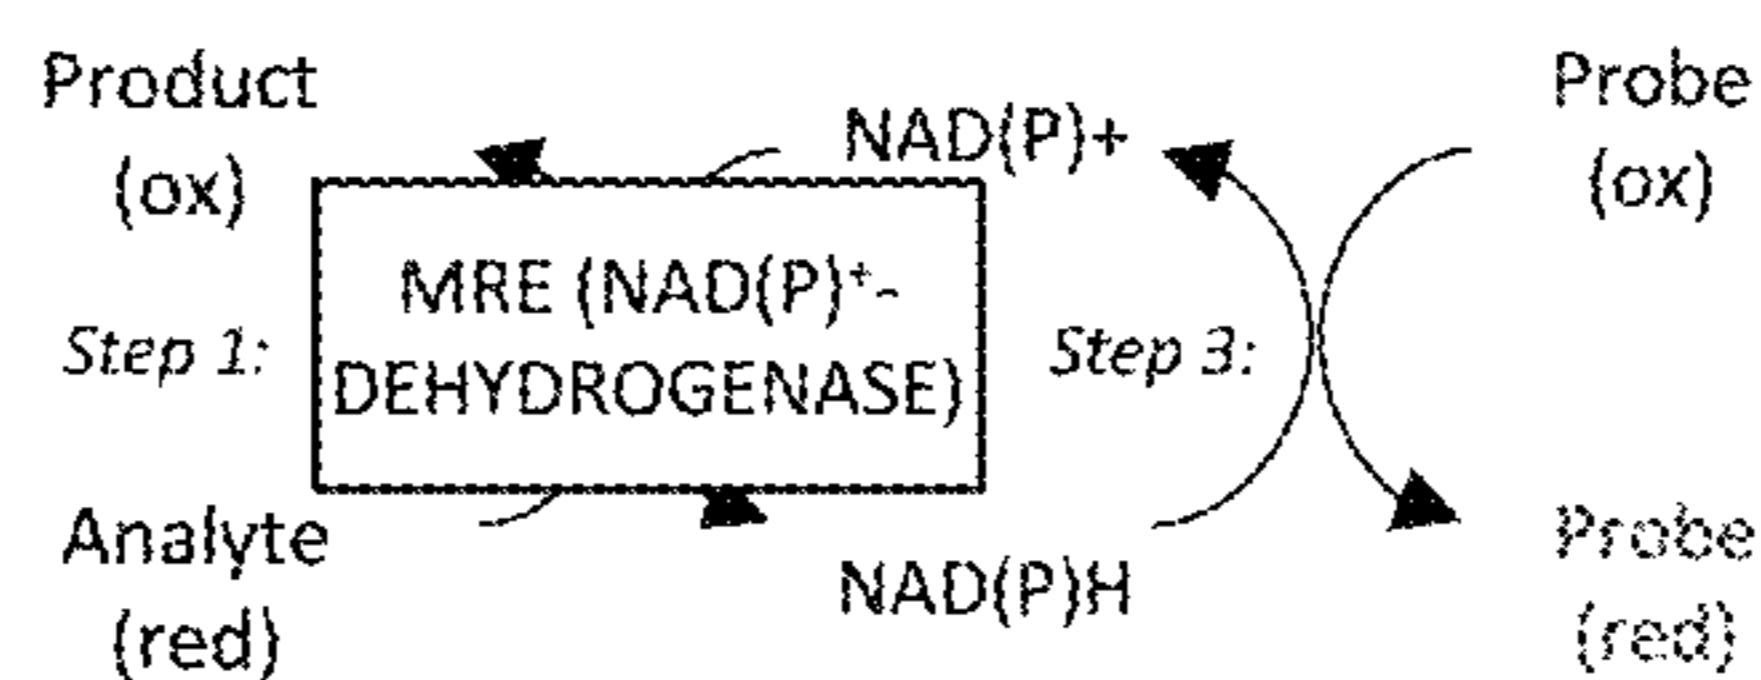 Product
(ox)
NAD(P)+
Probe
(ox)
Step 1:
MRE (NAD(P)⁺-
DEHYDROGENASE)
Step 3:
Analyte
(red)
NAD(P)H
Probe
(red)